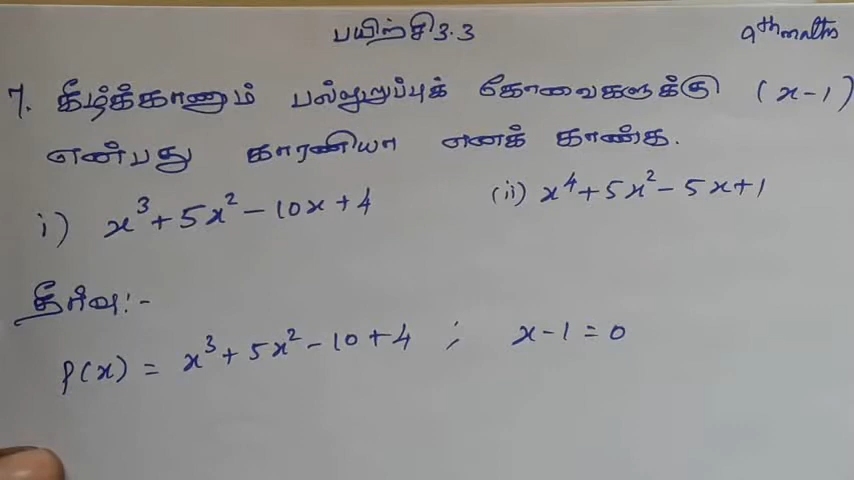 பயிற்சி 3.3 9th maths
7. கீழ்க்காணும் பல்லுறுப்புக் கோவைகளுக்கு (x-1)
என்பது காரணியா எனக் காண்க.
i) x³+5x²-10x+4 (ii) x⁴+5x²-5x+1
தீர்வு:-
p(x) = x³+5x²-10+4 ; x-1=0